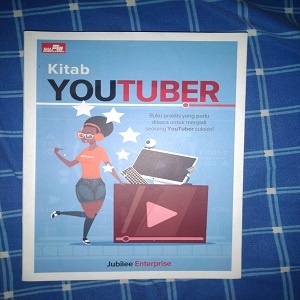 Kitab
YOUTUBER
Buku praktis yang perlu
dibaca untuk menjadi
seorang YouTuber sukses!
Jubilee Enterprise